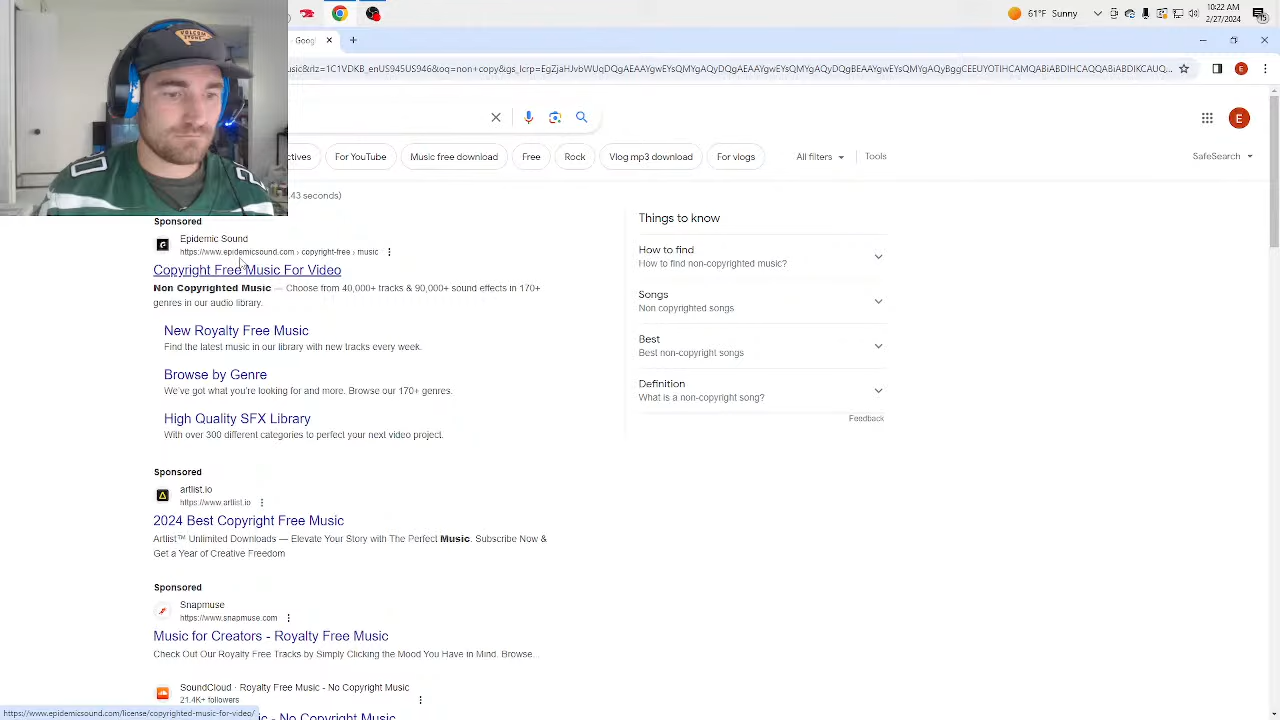 61°F Sunny
10:22 AM
2/27/2024
- Googl
VOLCOM
STONE
20
2
Free
For YouTube
Music free download
Rock
Vlog mp3 download
For vlogs
All filters
Tools
SafeSearch
E
.43 seconds)
Sponsored
Epidemic Sound
https://www.epidemicsound.com › copyright-free › music
Copyright Free Music For Video
Non Copyrighted Music — Choose from 40,000+ tracks & 90,000+ sound effects in 170+
genres in our audio library.
New Royalty Free Music
Find the latest music in our library with new tracks every week.
Browse by Genre
We've got what you're looking for and more. Browse our 170+ genres.
High Quality SFX Library
With over 300 different categories to perfect your next video project.
Sponsored
artlist.io
https://www.artlist.io
2024 Best Copyright Free Music
Artlist™ Unlimited Downloads — Elevate Your Story with The Perfect Music. Subscribe Now &
Get a Year of Creative Freedom
Sponsored
Snapmuse
https://www.snapmuse.com
Music for Creators - Royalty Free Music
Check Out Our Royalty Free Tracks by Simply Clicking the Mood You Have in Mind. Browse...
SoundCloud · Royalty Free Music - No Copyright Music
21.4K+ followers
- No Copyright Music
https://www.epidemicsound.com/license/copyrighted-music-for-video/
Things to know
How to find
How to find non-copyrighted music?
Songs
Non copyrighted songs
Best
Best non-copyright songs
Definition
What is a non-copyright song?
Feedback